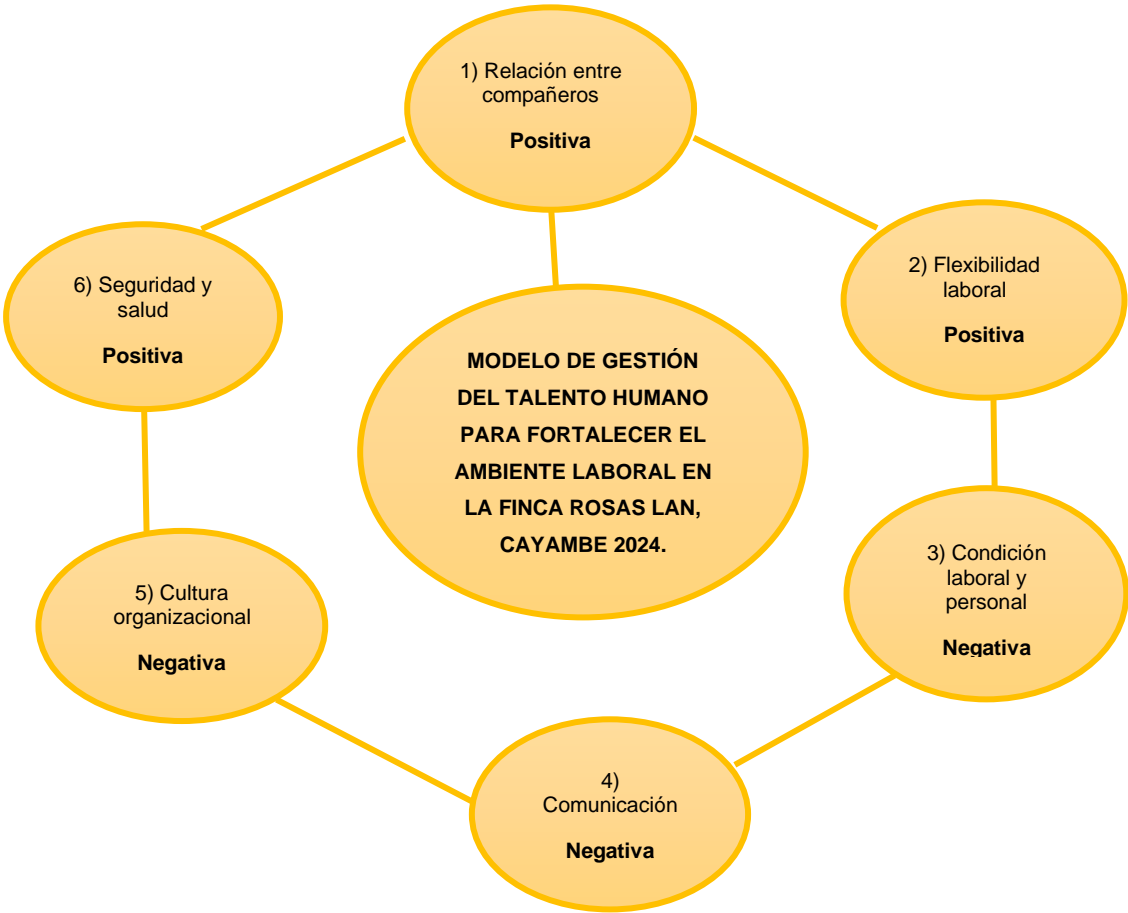 1) Relación entre
compañeros
Positiva
2) Flexibilidad
laboral
Positiva
3) Condición
laboral y
personal
Negativa
4)
Comunicación
Negativa
5) Cultura
organizacional
Negativa
6) Seguridad y
salud
Positiva
MODELO DE GESTIÓN
DEL TALENTO HUMANO
PARA FORTALECER EL
AMBIENTE LABORAL EN
LA FINCA ROSAS LAN,
CAYAMBE 2024.